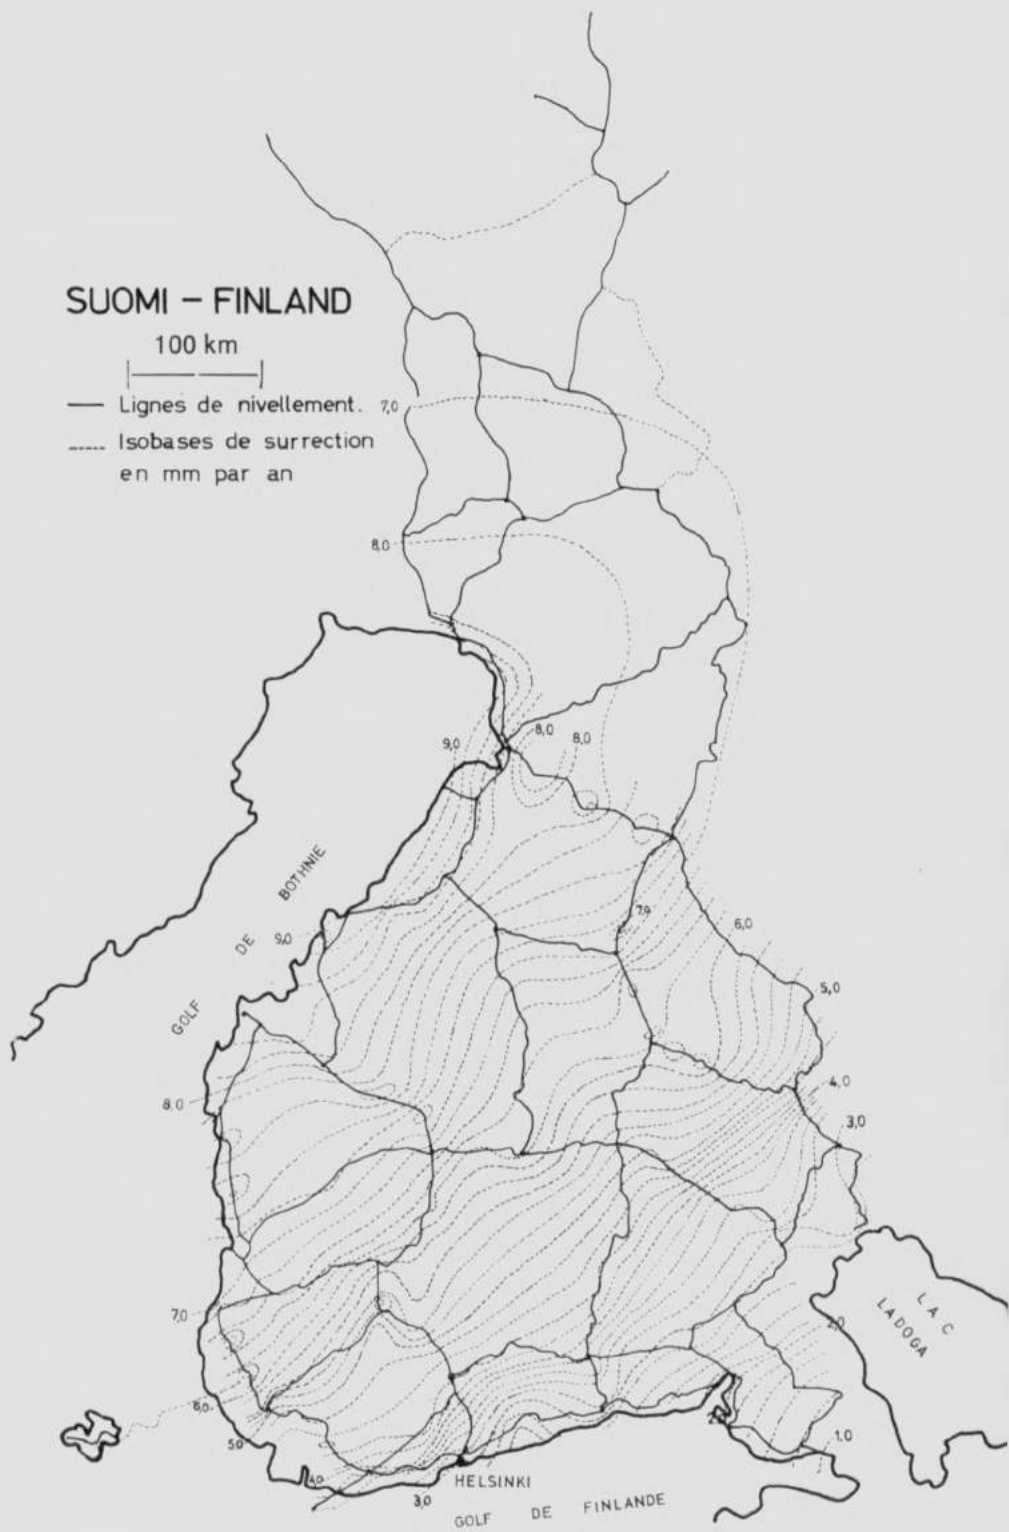 SUOMI – FINLAND
100 km
Lignes de nivellement.
Isobases de surrection
en mm par an
7,0
8,0
9,0
8,0
8,0
BOTHNIE
DE
GOLF
9,0
7,0
6,0
5,0
4,0
3,0
8,0
7,0
LAC
LADOGA
2,0
6,0
5,0
4,0
3,0
1,0
HELSINKI
GOLF DE FINLANDE